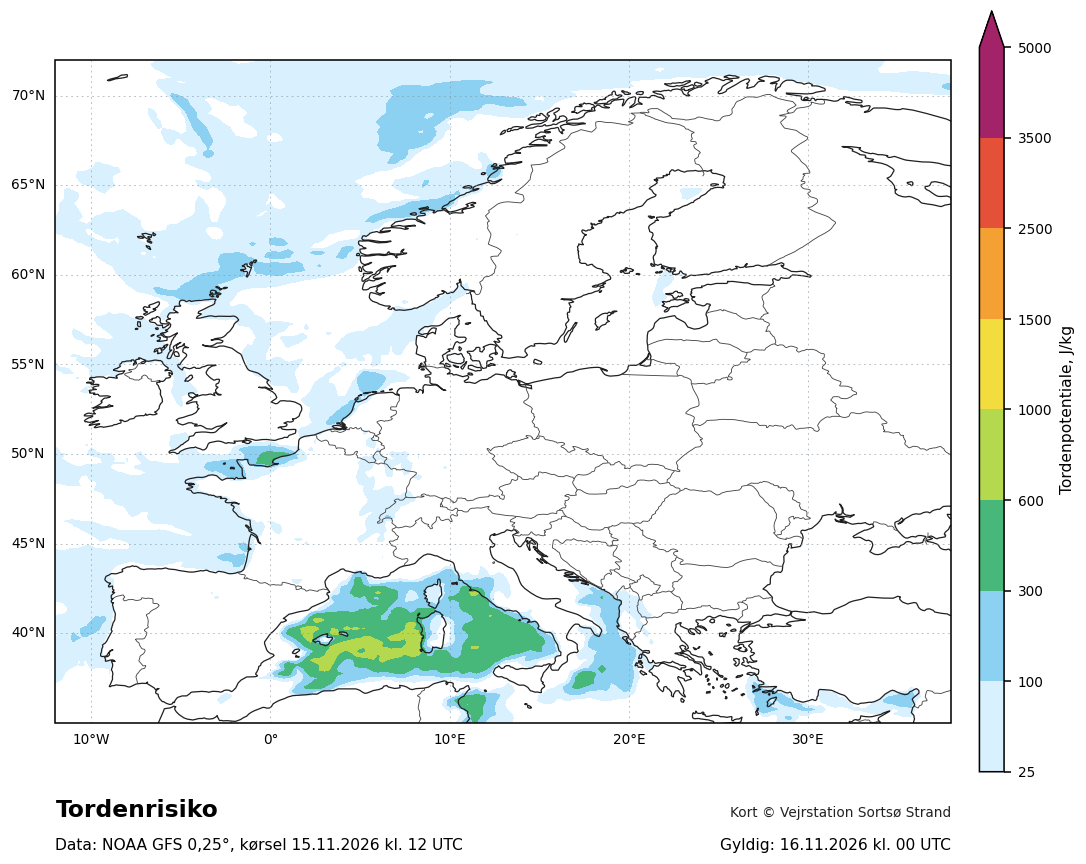 5000
3500
2500
1500
1000
600
300
100
25
Tordenpotentiale, J/kg
70°N
65°N
60°N
55°N
50°N
45°N
40°N
10°W
0°
10°E
20°E
30°E
Tordenrisiko
Kort © Vejrstation Sortsø Strand
Data: NOAA GFS 0,25°, kørsel 15.11.2026 kl. 12 UTC
Gyldig: 16.11.2026 kl. 00 UTC